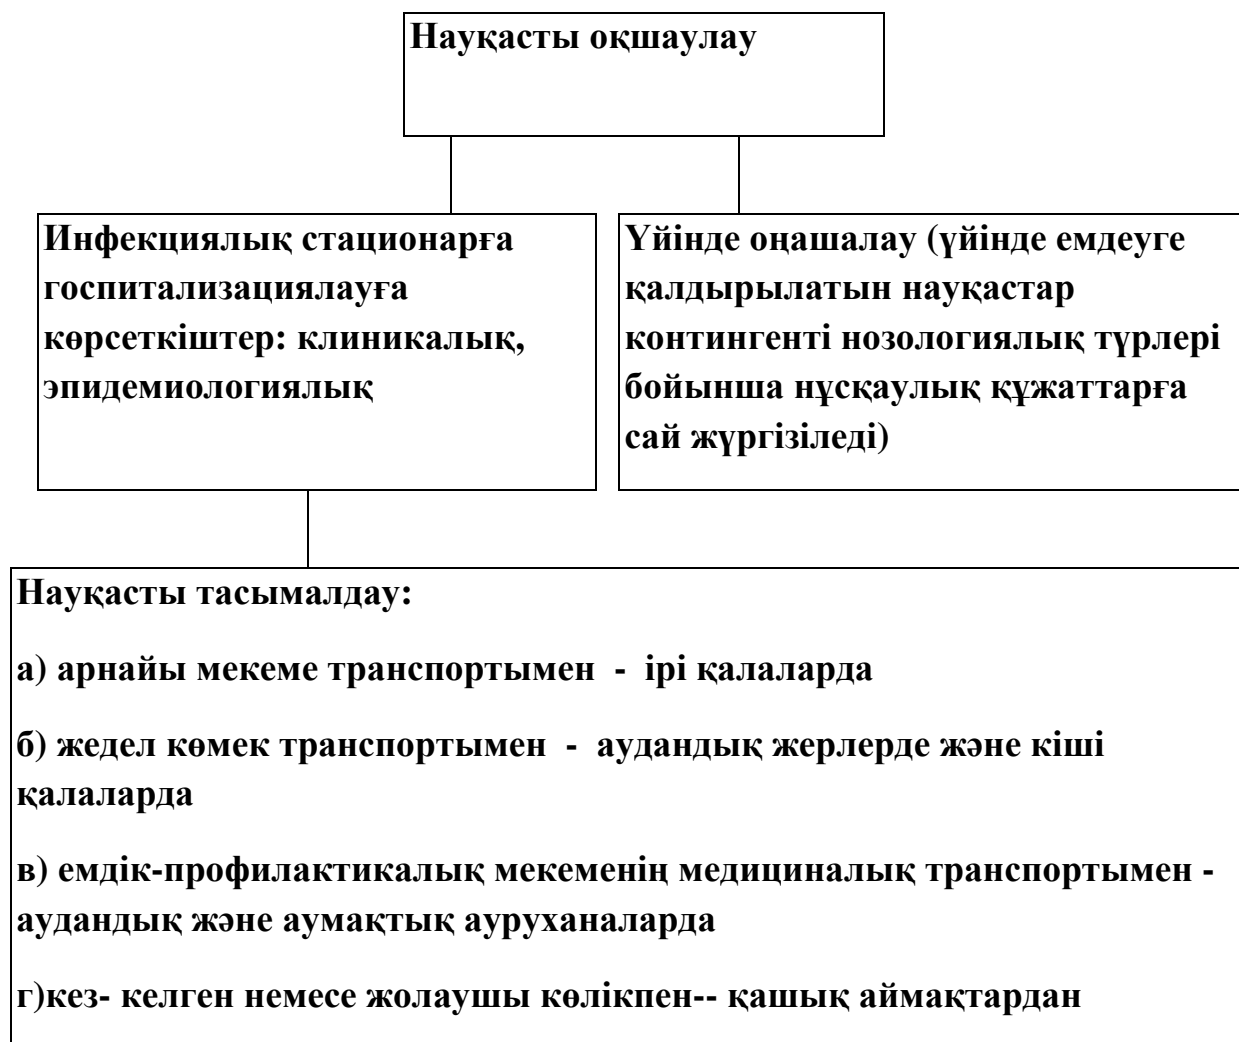 Науқасты оқшаулау
Инфекциялық стационарға
госпитализациялауға
көрсеткіштер: клиникалық,
эпидемиологиялық
Үйінде оңашалау (үйінде емдеуге
қалдырылатын науқастар
контингенті нозологиялық түрлері
бойынша нұсқаулық құжаттарға
сай жүргізіледі)
Науқасты тасымалдау:
а) арнайы мекеме транспортымен - ірі қалаларда
б) жедел көмек транспортымен - аудандық жерлерде және кіші
қалаларда
в) емдік-профилактикалық мекеменің медициналық транспортымен -
аудандық және аумақтық ауруханаларда
г)кез- келген немесе жолаушы көлікпен-- қашық аймақтардан